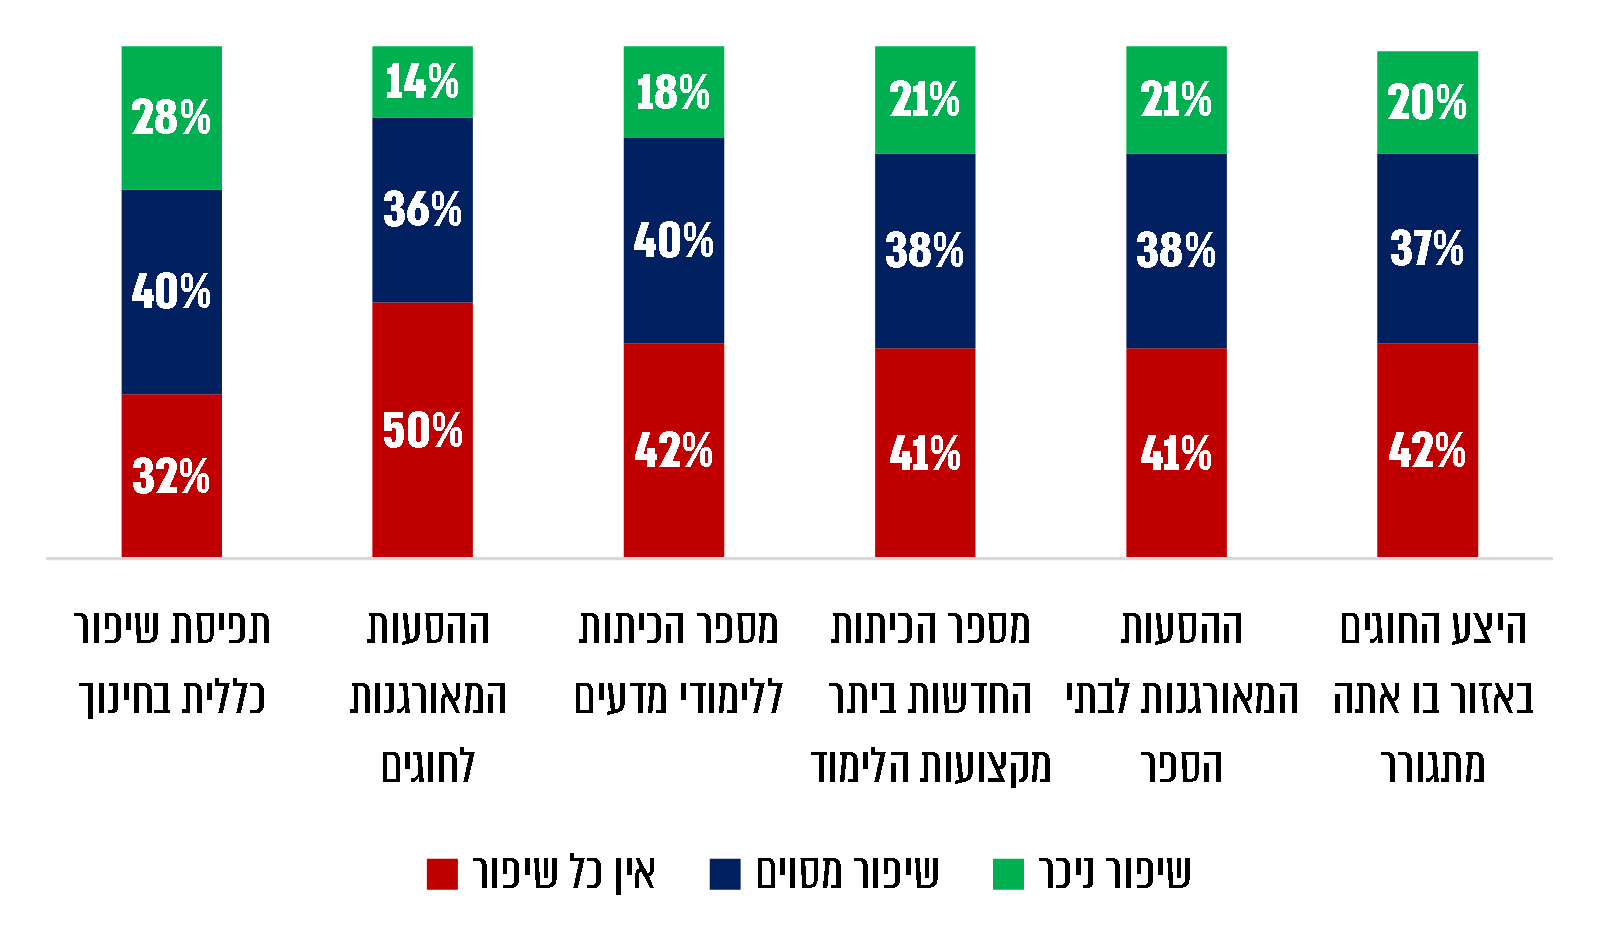 28%
14%
18%
21%
21%
20%
40%
36%
40%
38%
38%
37%
32%
50%
42%
41%
41%
42%
היצע החוגים
באזור בו אתה
מתגורר
ההסעות
המאורגנות לבתי
הספר
מספר הכיתות
החדשות ביתר
מקצועות הלימוד
מספר הכיתות
ללימודי מדעים
ההסעות
המאורגנות
לחוגים
תפיסת שיפור
כללית בחינוך
שיפור ניכר
שיפור מסוים
אין כל שיפור